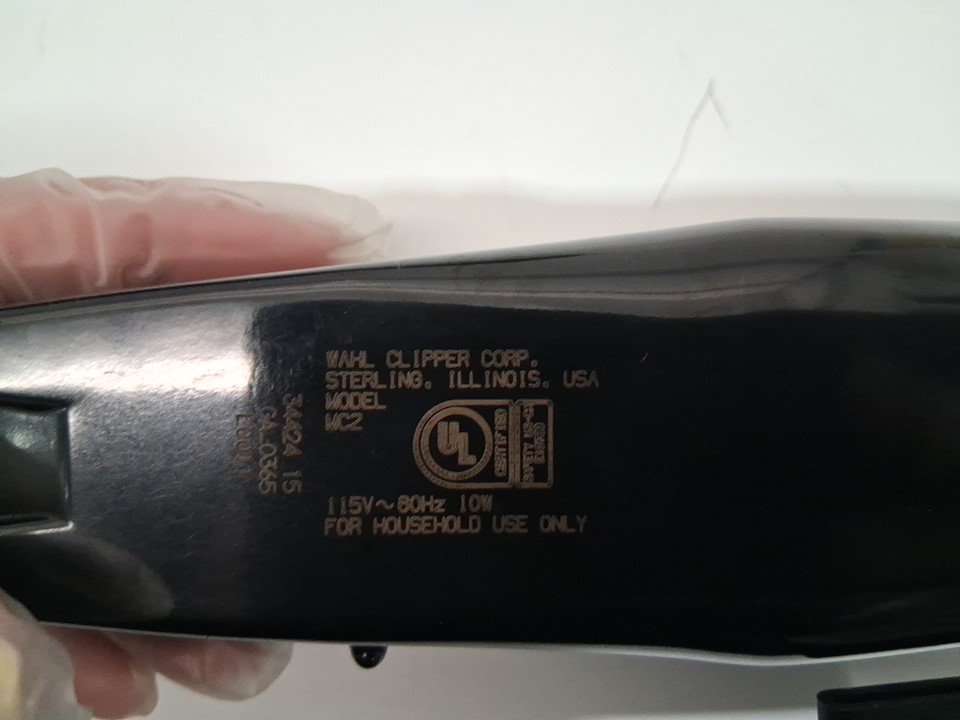 WAHL CLIPPER CORP.
STERLING, ILLINOIS, USA
MODEL
MC2
UL
115V~60Hz 10W
FOR HOUSEHOLD USE ONLY
34424 15
GA-0365